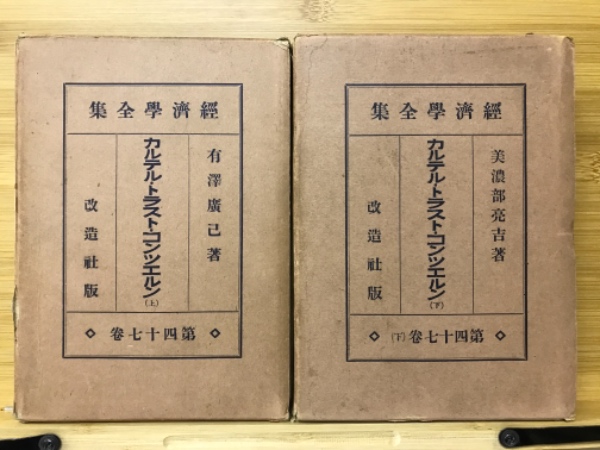 集全學濟經
有澤廣己著
カルテル・トラスト・コンツエルン(上)
改造社版
卷七十四第
集全學濟經
美濃部亮吉著
カルテル・トラスト・コンツエルン(下)
改造社版
(下)卷七十四第